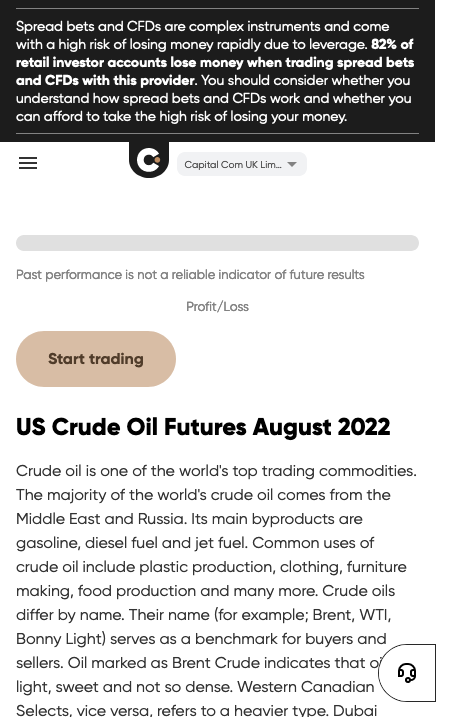 Spread bets and CFDs are complex instruments and come
with a high risk of losing money rapidly due to leverage. 82% of
retail investor accounts lose money when trading spread bets
and CFDs with this provider. You should consider whether you
understand how spread bets and CFDs work and whether you
can afford to take the high risk of losing your money.
Capital Com UK Lim...
Past performance is not a reliable indicator of future results
Profit/Loss
Start trading
US Crude Oil Futures August 2022
Crude oil is one of the world's top trading commodities.
The majority of the world's crude oil comes from the
Middle East and Russia. Its main byproducts are
gasoline, diesel fuel and jet fuel. Common uses of
crude oil include plastic production, clothing, furniture
making, food production and many more. Crude oils
differ by name. Their name (for example; Brent, WTI,
Bonny Light) serves as a benchmark for buyers and
sellers. Oil marked as Brent Crude indicates that
light, sweet and not so dense. Western Canadian
Selects, vice versa, refers to a heavier type. Dubai